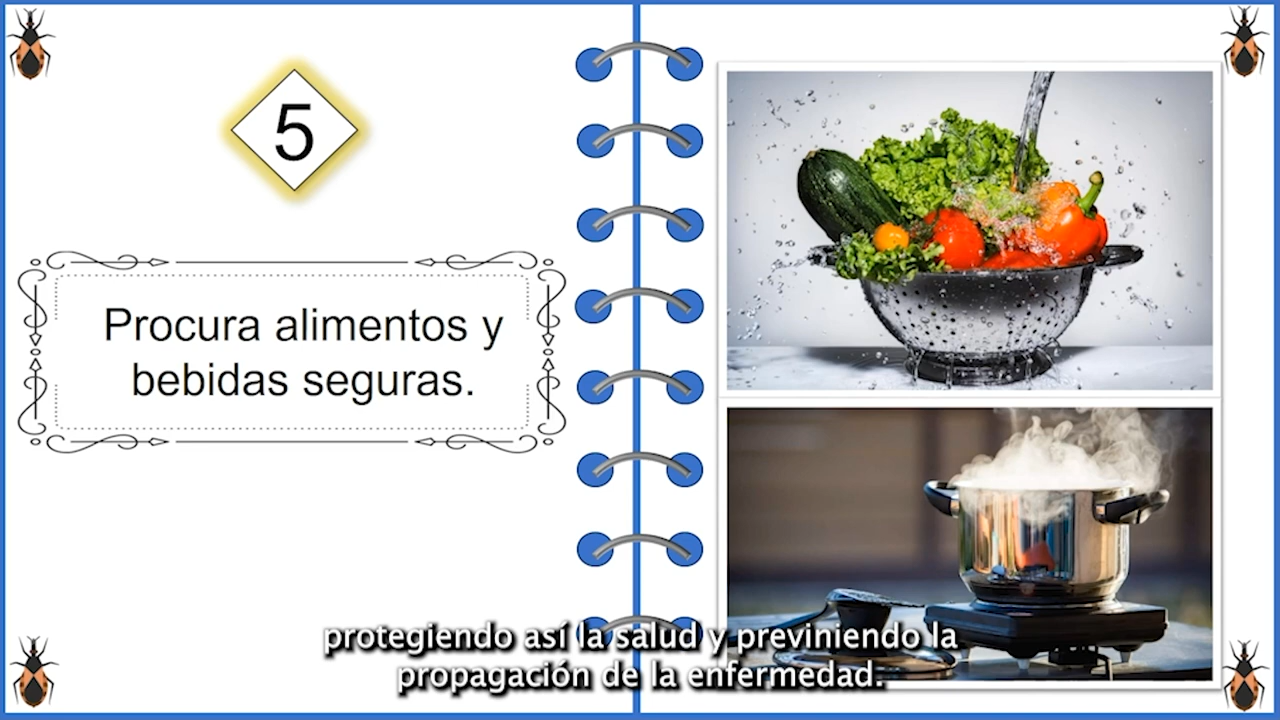 5
Procura alimentos y
bebidas seguras.
protegiendo así la salud y previniendo la
propagación de la enfermedad.